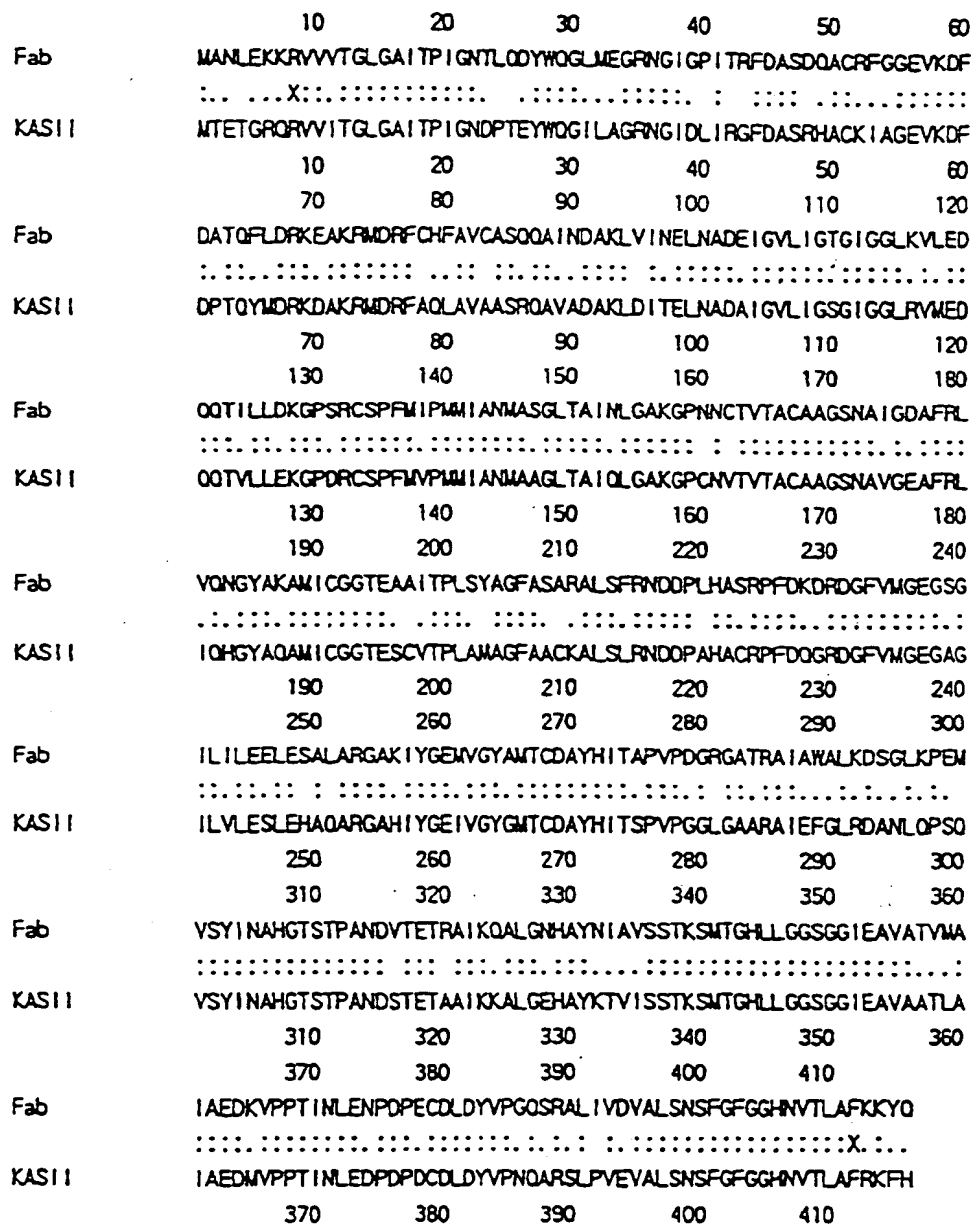 10 20 30 40 50 60
Fab MANLEKKRVVVTGLGAITPIGNTLQDYWQGLMEGRNGIGPITRFDASDQACRFGGEVKDF
:.. ...X::.:::::::::::: ..:::..:::::. : .::::. .::. .:::::::
KASII MTETGRQRVVITGLGAITPIGNDPTEYWQGILAGRNGIDLIRGFDASRHACKIAGEVKDF
10 20 30 40 50 60
70 80 90 100 110 120
Fab DATQFLDRKEAKRMDRFCHFAVCASQQAINDAKLVINELNADEIGVLIGTGIGGLKVLED
KASII DPTQYMDRKDAKRMDRFAQLAVAASRQAVADAKLDITELNADAIGVLIGSGIGGLRVMED
70 80 90 100 110 120
130 140 150 160 170 180
Fab QQTILLDKGPSRCSPFMIPMMIANMASGLTAINLGAKGPNNCTVTACAAGSNAIGDAFRL
KASII QQTVLLEKGPDRCSPFMVPMMIANMAAGLTAIQLGAKGPCNVTVTACAAGSNAVGEAFRL
130 140 150 160 170 180
190 200 210 220 230 240
Fab VQNGYAKAMICGGTEAAITPLSYAGFASARALSFRNDDPLHASRPFDKDRDGFVMGEGSG
KASII IQHGYAQAMICGGTESCVTPLAMAGFAACKALSLRNDDPAHACRPFDQGRDGFVMGEGAG
190 200 210 220 230 240
250 260 270 280 290 300
Fab ILILEELESALARGAKIYGEMVGYAMTCDAYHITAPVPDGRGATRAIAWALKDSGLKPEM
KASII ILVLESLEHAQARGAHIYGEIVGYGMTCDAYHITSPVPGGLGAARAIEFGLRDANLQPSQ
250 260 270 280 290 300
310 320 330 340 350 360
Fab VSYINAHGTSTPANDVTETRAIKQALGNHAYNIAVSSTKSMTGHLLGGSGGIEAVATVMA
KASII VSYINAHGTSTPANDSTETAAIKKALGEHAYKTVISSTKSMTGHLLGGSGGIEAVAATLA
310 320 330 340 350 360
370 380 390 400 410
Fab IAEDKVPPTINLENPDPECDLDYVPGQSRALIVDVALSNSFGFGGHNVTLAFKKYQ
KASII IAEDMVPPTINLEDPDPDCDLDYVPNQARSLPVEVALSNSFGFGGHNVTLAFRKFH
370 380 390 400 410